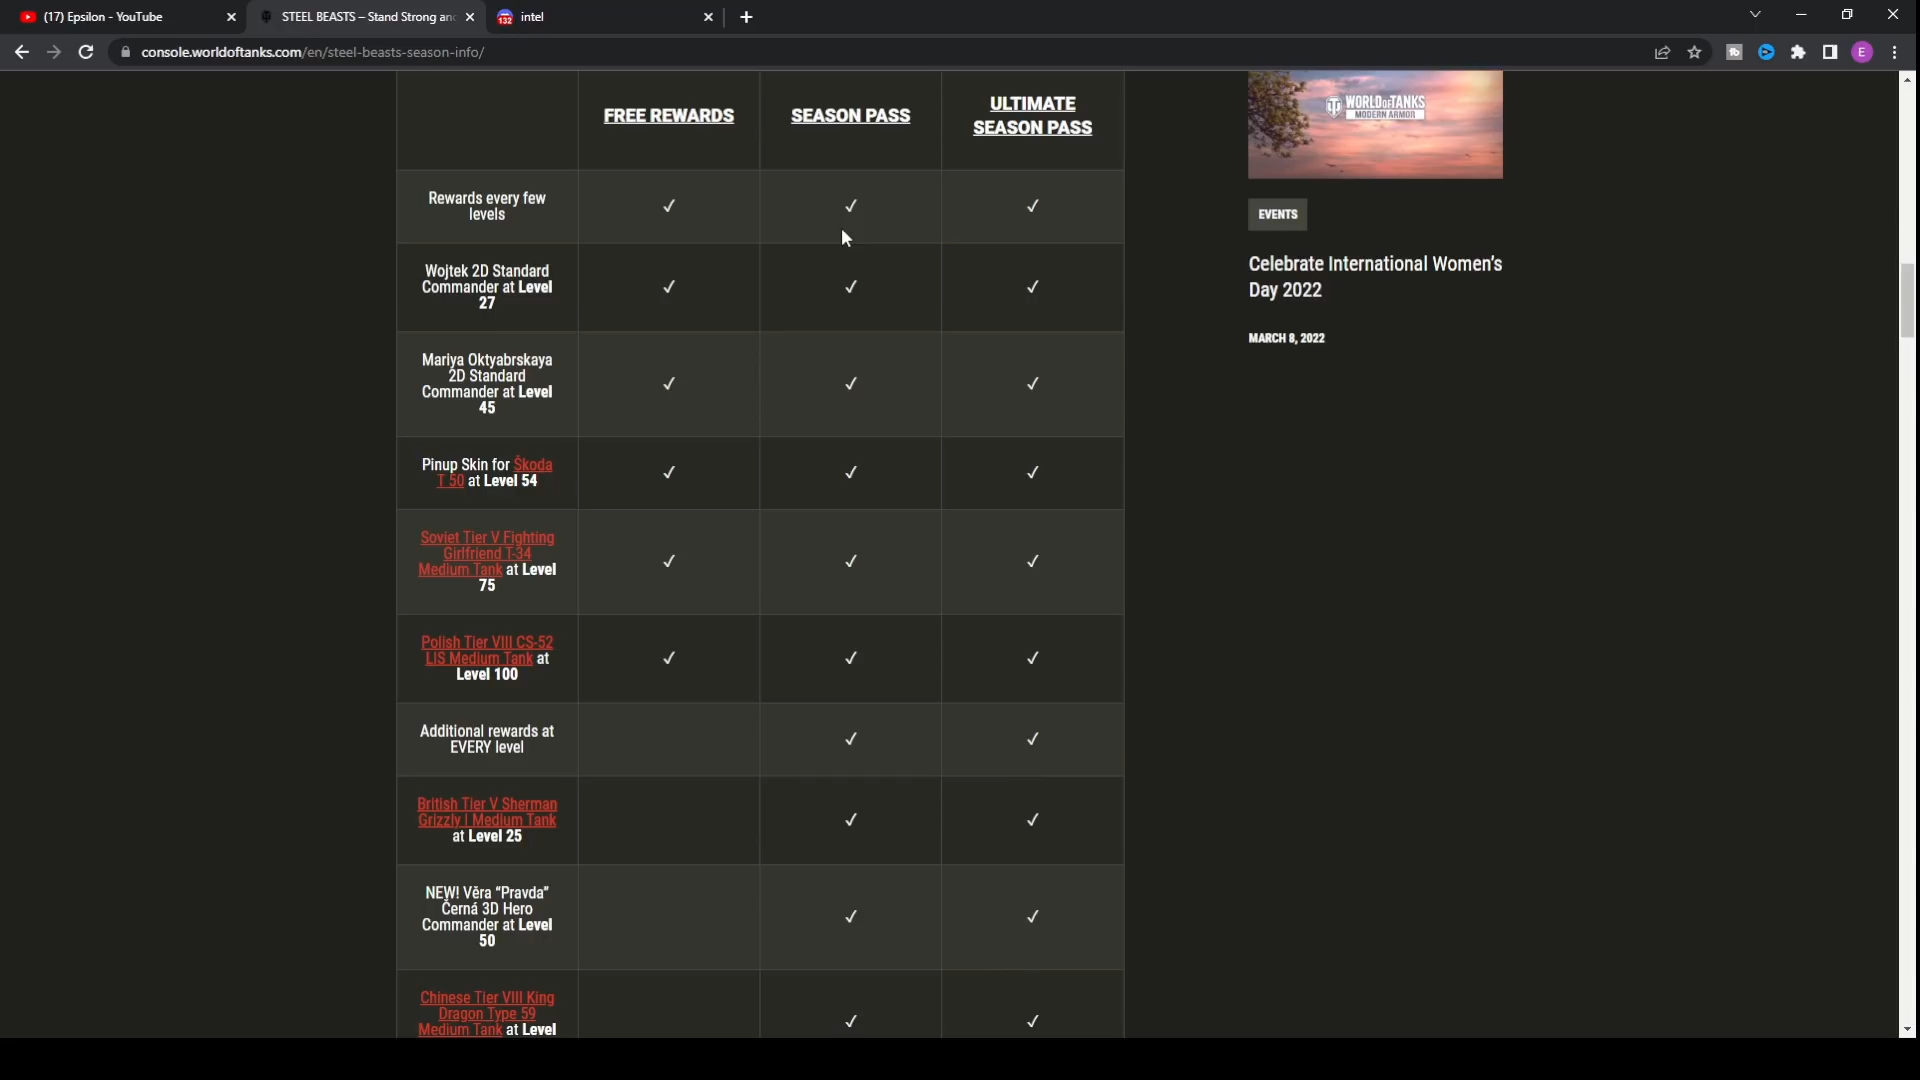 (17) Epsilon - YouTube
STEEL BEASTS – Stand Strong an
132
intel
console.worldoftanks.com/en/steel-beasts-season-info/
E
FREE REWARDS
SEASON PASS
ULTIMATE
SEASON PASS
Rewards every few
levels
✓ ✓ ✓
Wojtek 2D Standard
Commander at Level
27
✓ ✓ ✓
Mariya Oktyabrskaya
2D Standard
Commander at Level
45
✓ ✓ ✓
Pinup Skin for Škoda
T 50 at Level 54
✓ ✓ ✓
Soviet Tier V Fighting
Girlfriend T-34
Medium Tank at Level
75
✓ ✓ ✓
Polish Tier VIII CS-52
LIS Medium Tank at
Level 100
✓ ✓ ✓
Additional rewards at
EVERY level
✓ ✓
British Tier V Sherman
Grizzly I Medium Tank
at Level 25
✓ ✓
NEW! Věra “Pravda”
Černá 3D Hero
Commander at Level
50
✓ ✓
Chinese Tier VIII King
Dragon Type 59
Medium Tank at Level
✓ ✓
WORLD OF TANKS
MODERN ARMOR
EVENTS
Celebrate International Women’s
Day 2022
MARCH 8, 2022